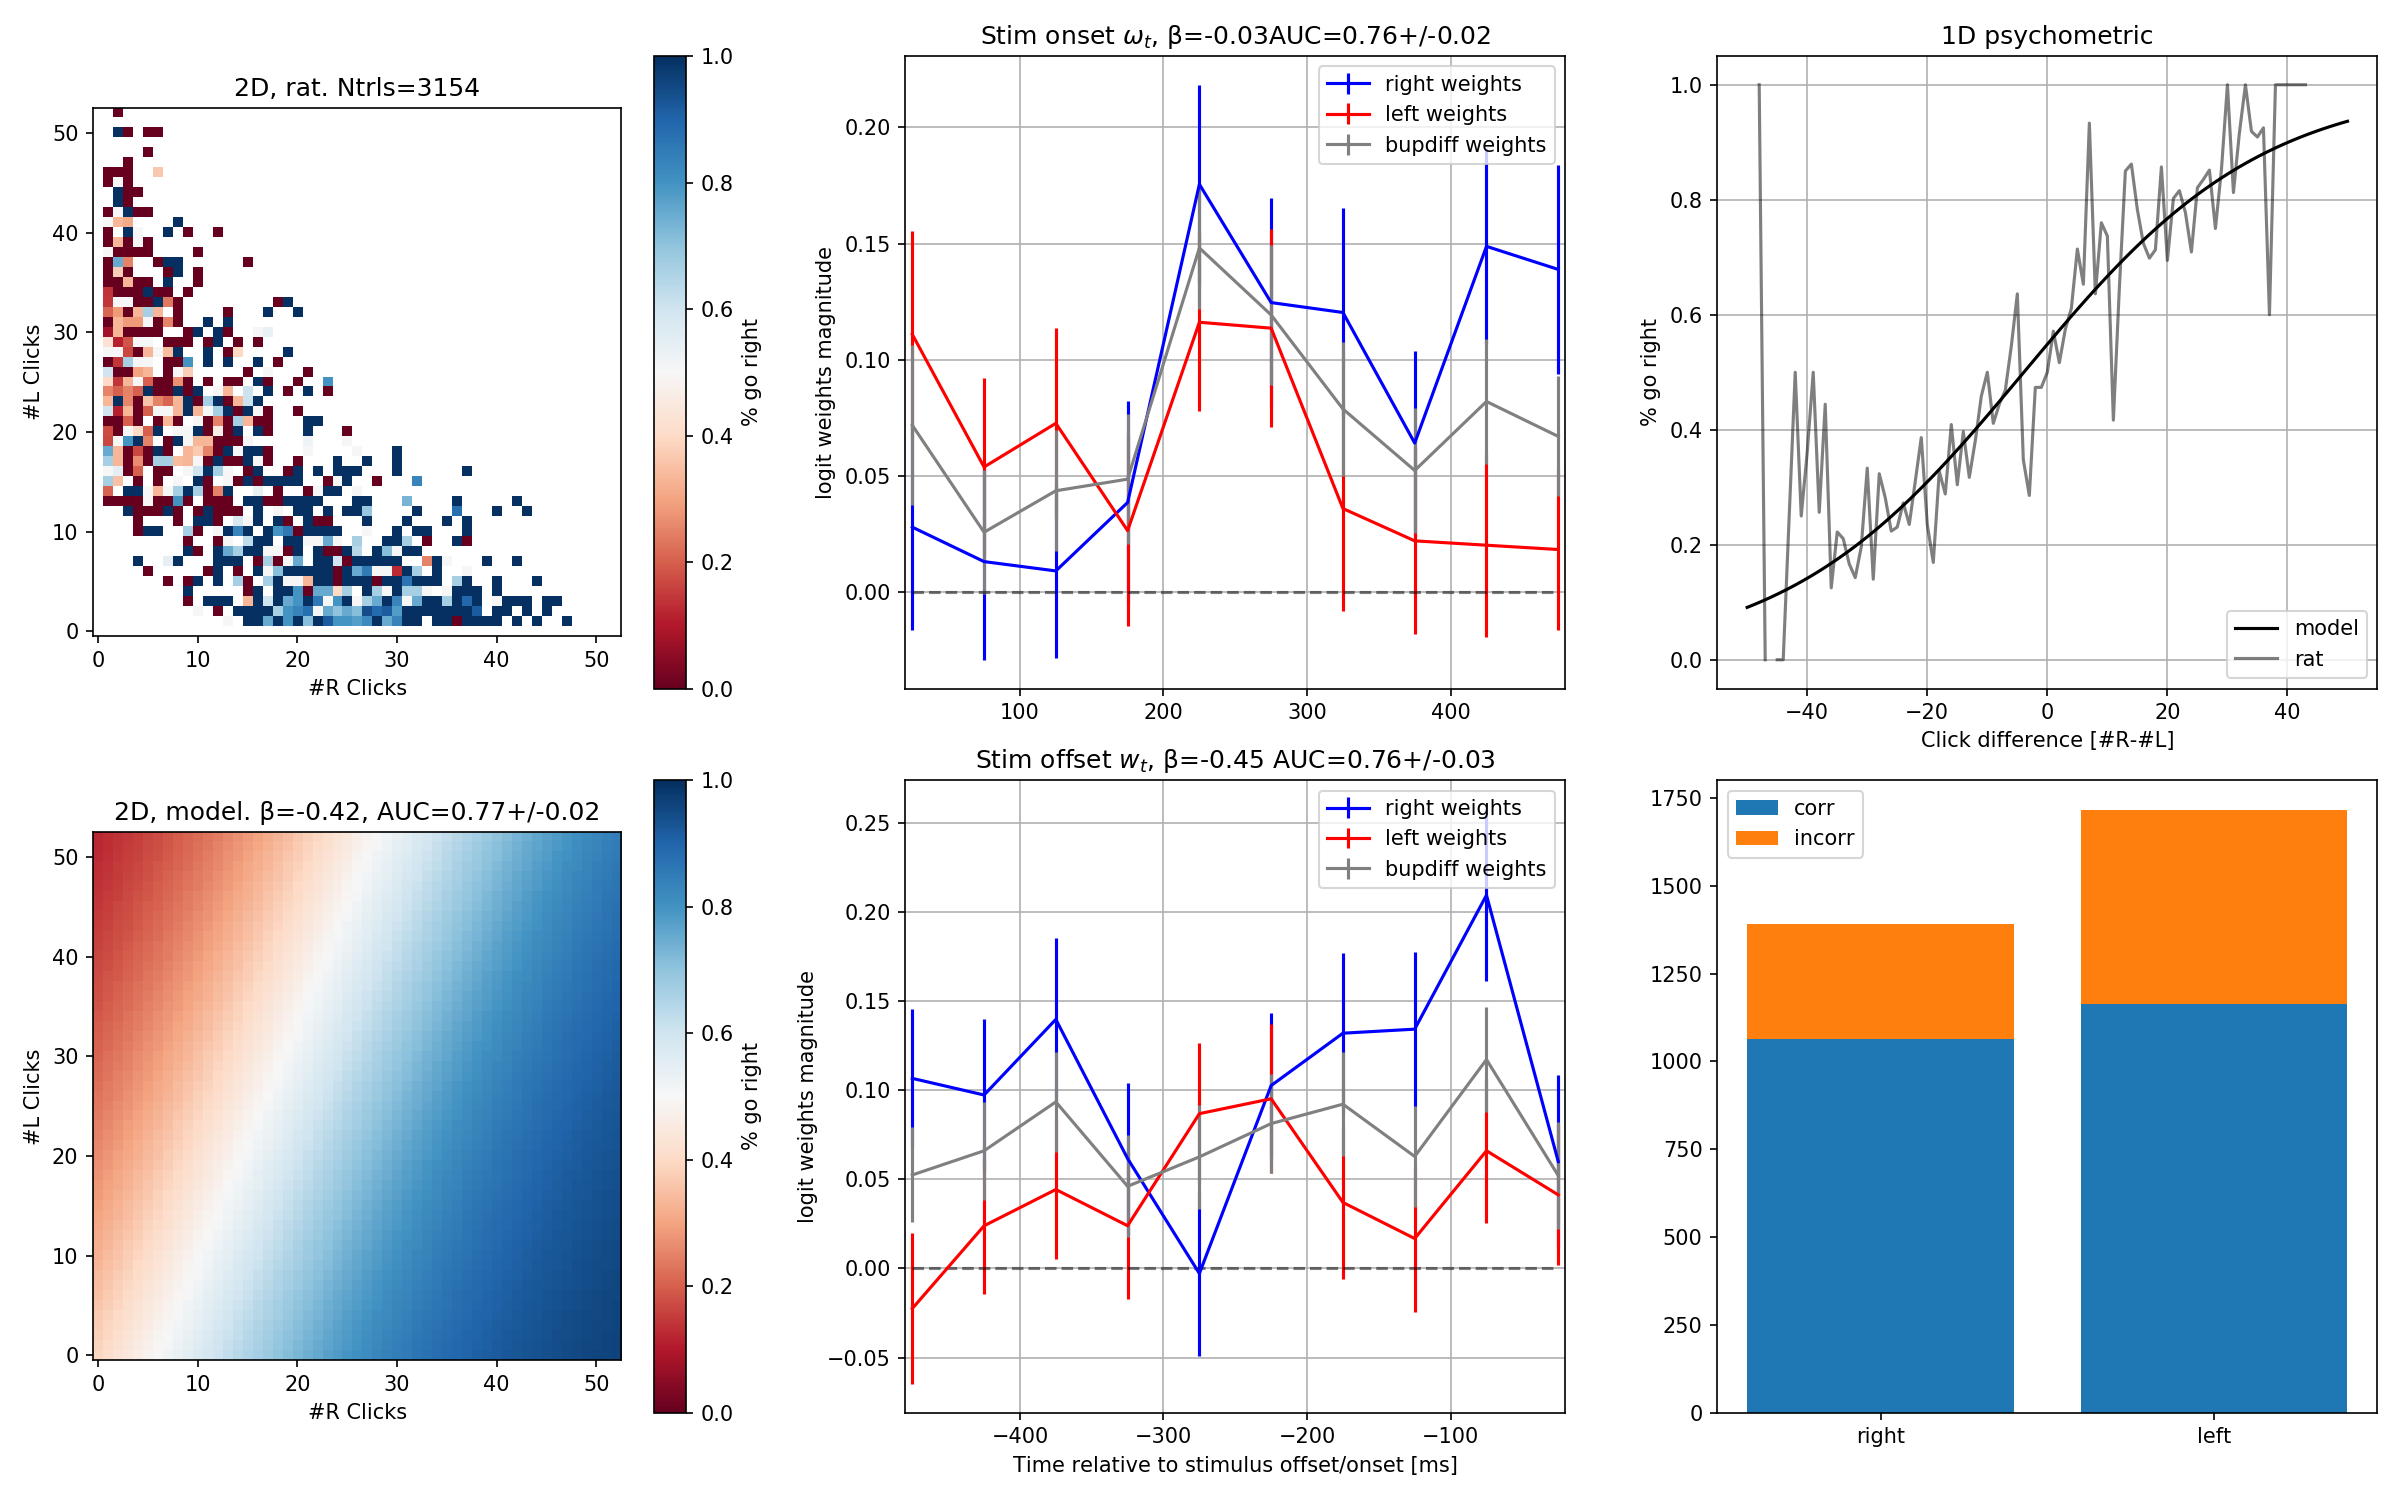 2D, rat. Ntrls=3154
50
40
30
20
10
0
#L Clicks
0 10 20 30 40 50
#R Clicks
1.0
0.8
0.6
0.4
0.2
0.0
% go right
Stim onset ωt, β=-0.03AUC=0.76+/-0.02
right weights
left weights
bupdiff weights
0.20
0.15
0.10
0.05
0.00
logit weights magnitude
100 200 300 400
1D psychometric
1.0
0.8
0.6
0.4
0.2
0.0
% go right
model
rat
−40 −20 0 20 40
Click difference [#R-#L]
2D, model. β=-0.42, AUC=0.77+/-0.02
50
40
30
20
10
0
#L Clicks
0 10 20 30 40 50
#R Clicks
1.0
0.8
0.6
0.4
0.2
0.0
% go right
Stim offset wt, β=-0.45 AUC=0.76+/-0.03
right weights
left weights
bupdiff weights
0.25
0.20
0.15
0.10
0.05
0.00
−0.05
logit weights magnitude
−400 −300 −200 −100
Time relative to stimulus offset/onset [ms]
corr
incorr
1750
1500
1250
1000
750
500
250
0
right left